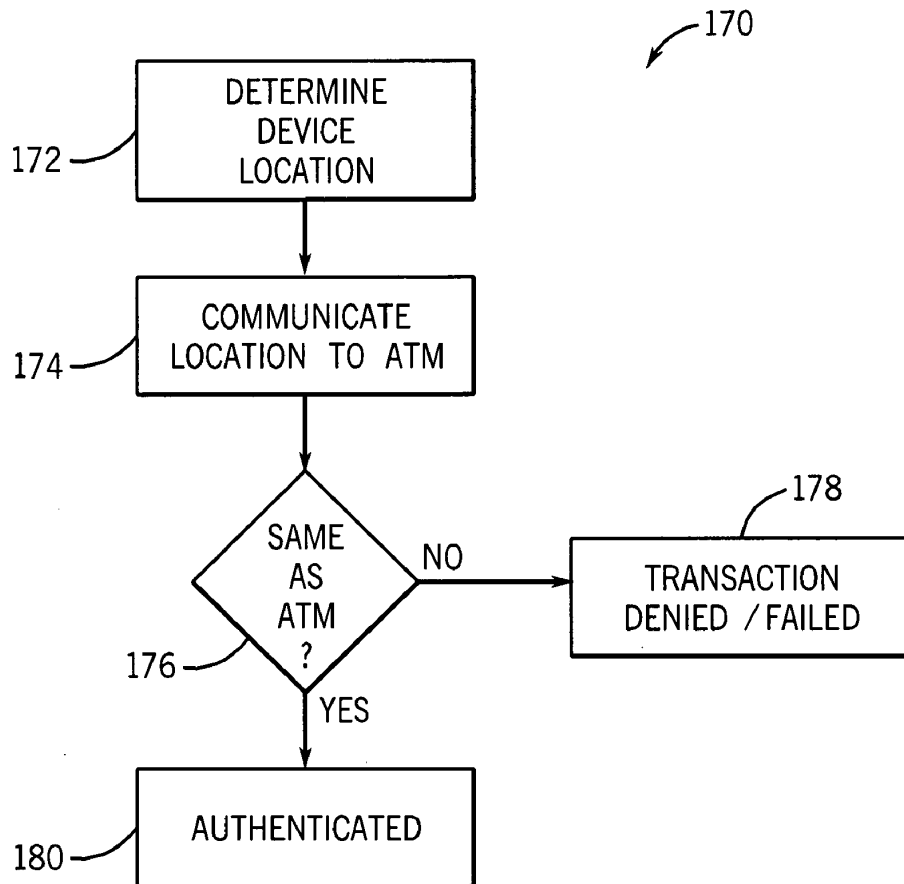 170
DETERMINE
DEVICE
LOCATION
172
COMMUNICATE
LOCATION TO ATM
174
SAME
AS
ATM
?
176
NO
178
TRANSACTION
DENIED / FAILED
YES
AUTHENTICATED
180